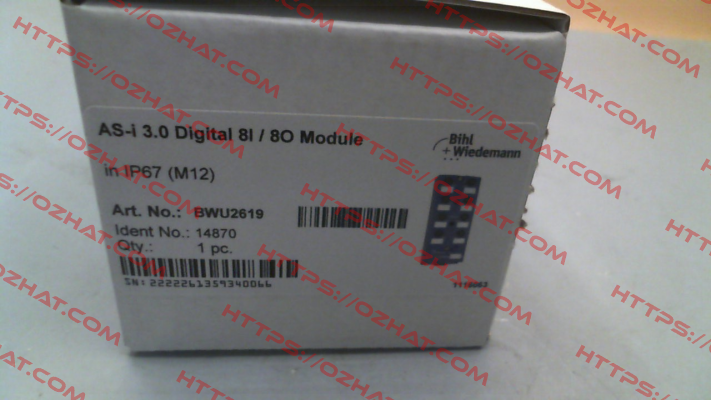 AS-i 3.0 Digital 8I / 8O Module
Bihl
+Wiedemann
in IP67 (M12)
Art. No.: BWU2619
Ident No.: 14870
Qty.: 1 pc.
SN: 2222261359340066
HTTPS://OZHAT.COM